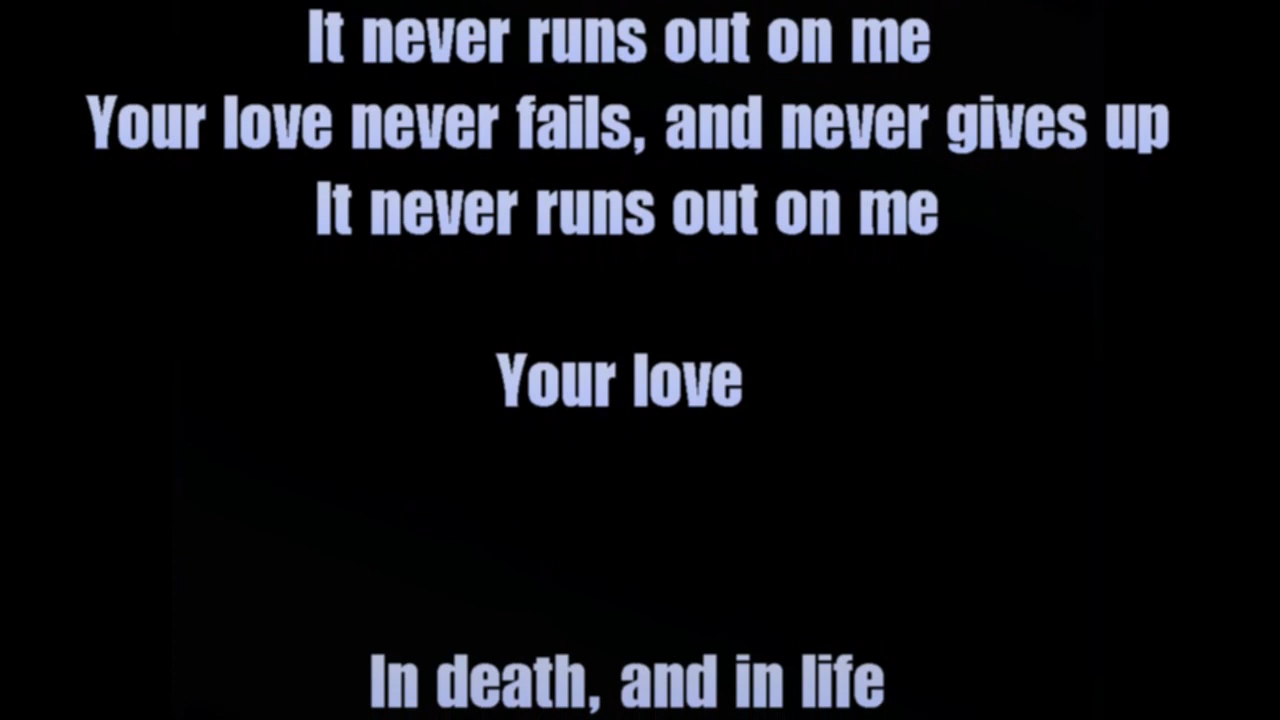 It never runs out on me
Your love never fails, and never gives up
It never runs out on me
Your love
In death, and in life